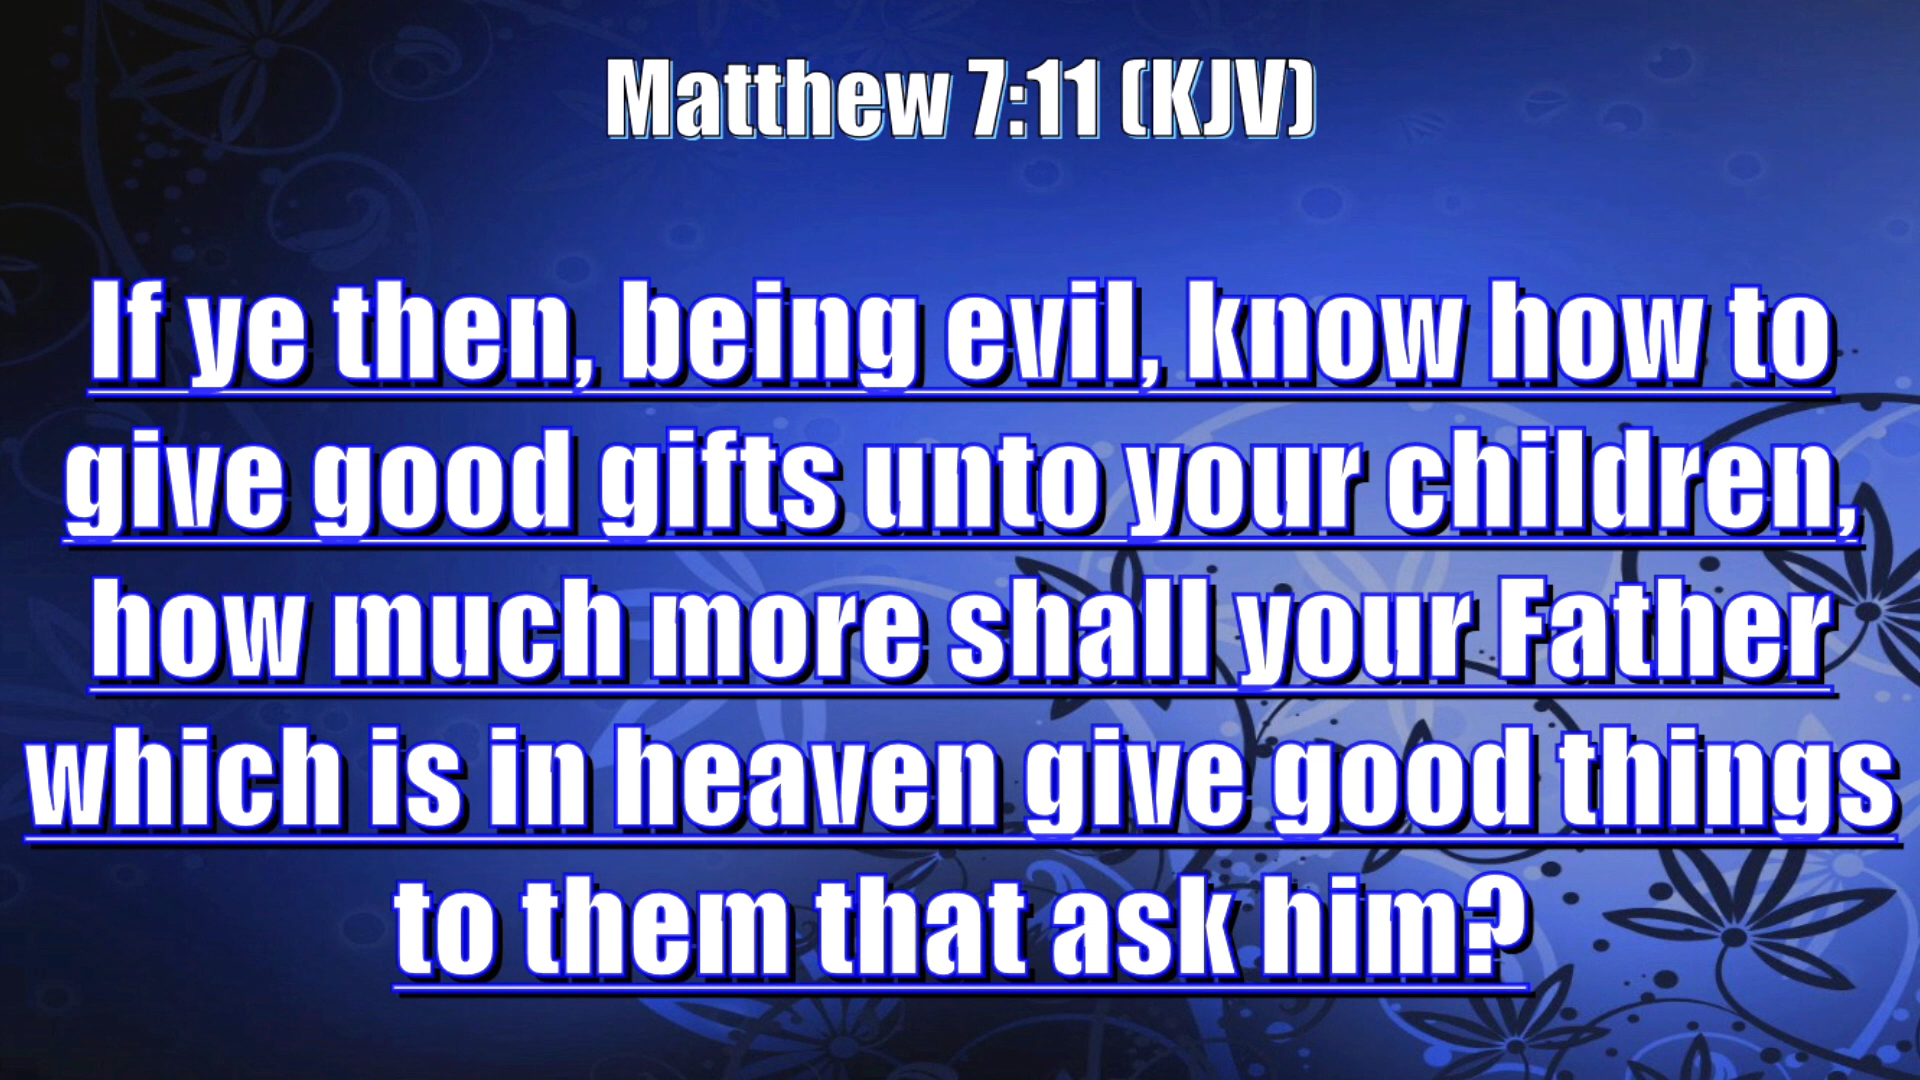 Matthew 7:11 (KJV)
If ye then, being evil, know how to
give good gifts unto your children,
how much more shall your Father
which is in heaven give good things
to them that ask him?